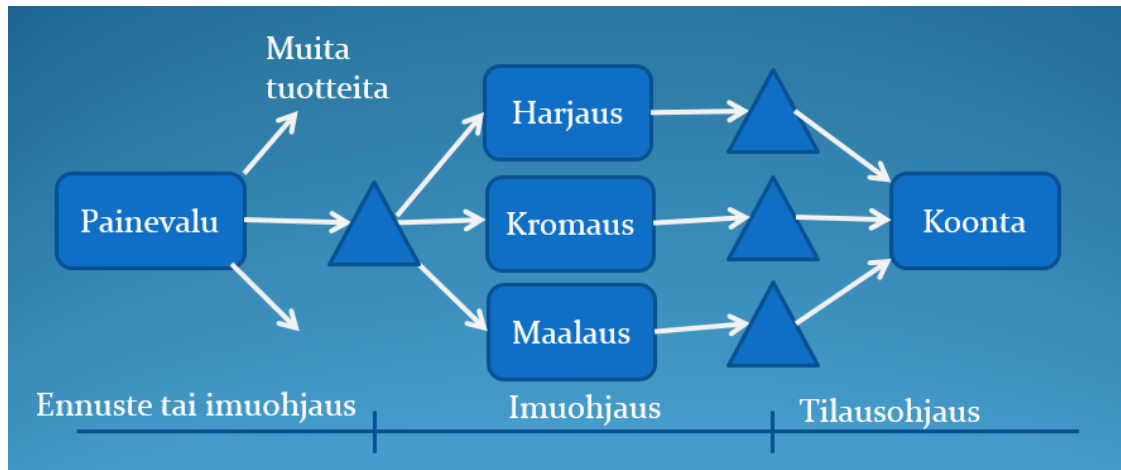 Muita
tuotteita
Harjaus
Painevalu
Kromaus
Koonta
Maalaus
Ennuste tai imuohjaus
Imuohjaus
Tilausohjaus